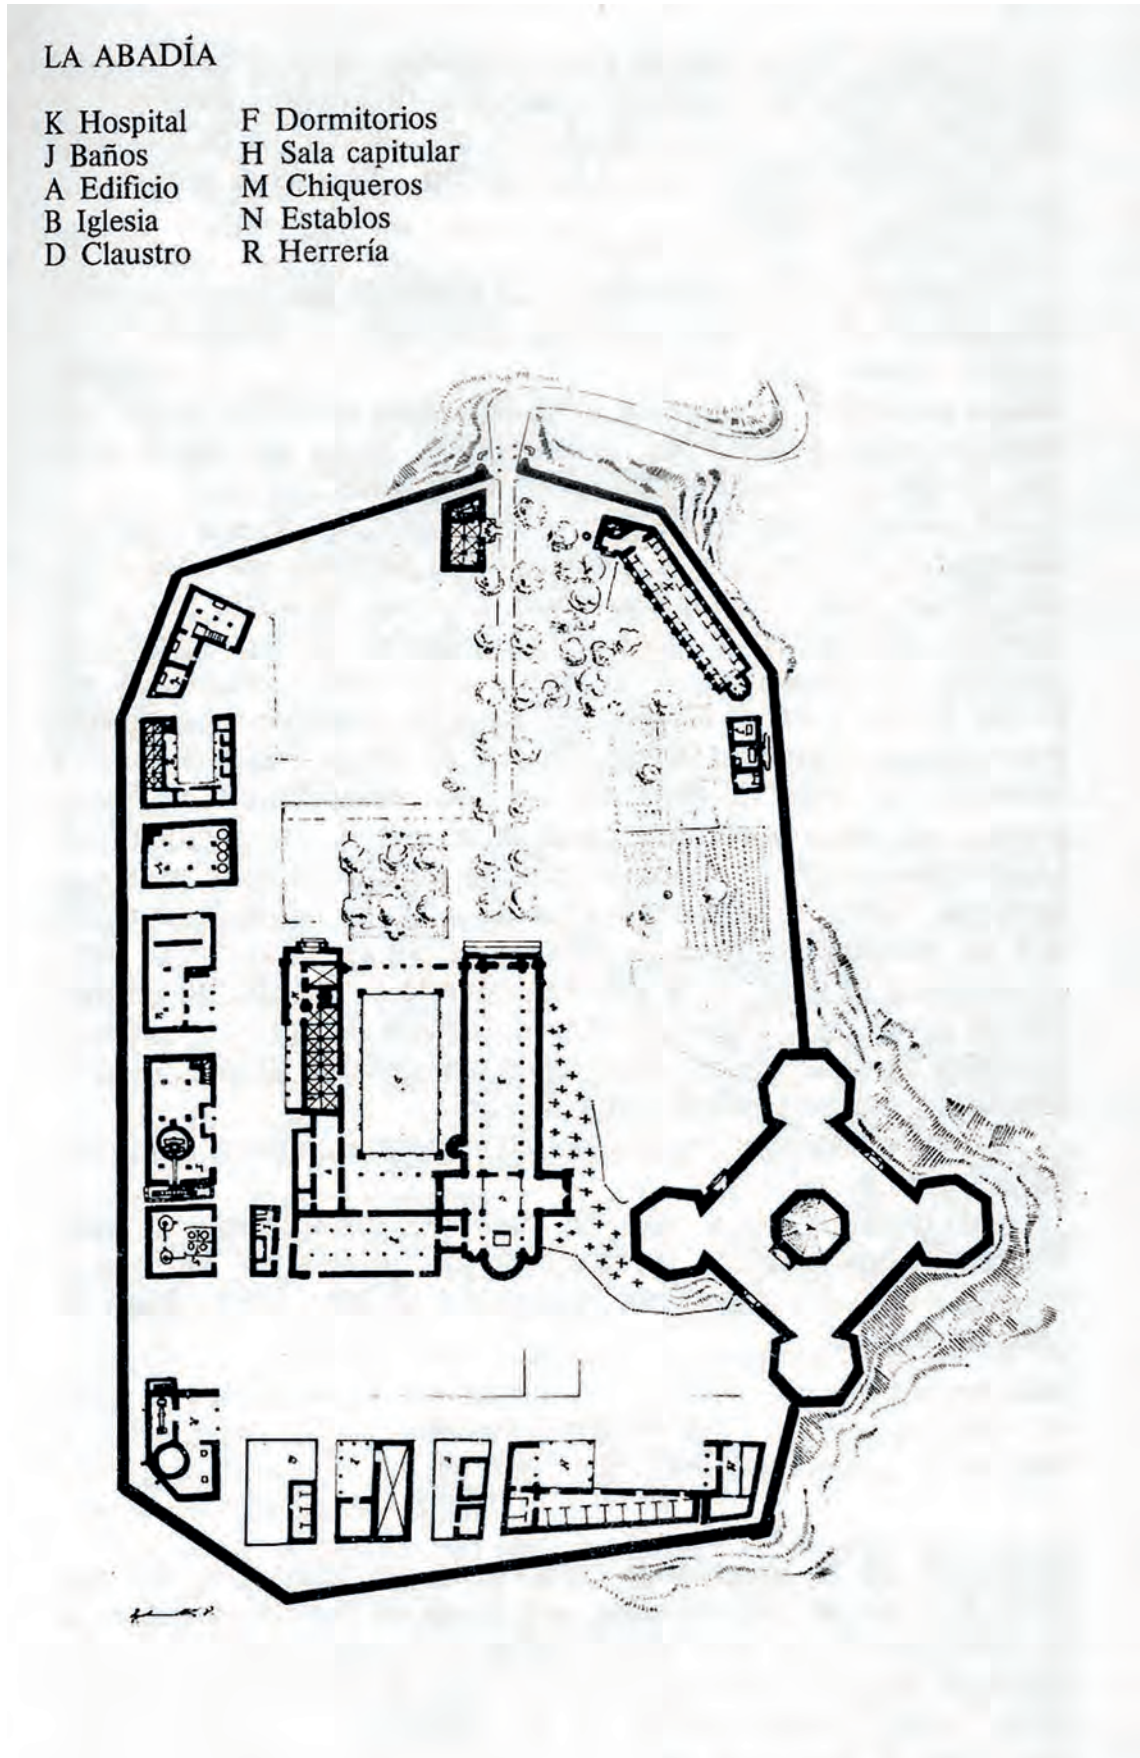 LA ABADÍA
K Hospital
J Baños
A Edificio
B Iglesia
D Claustro
F Dormitorios
H Sala capitular
M Chiqueros
N Establos
R Herrería